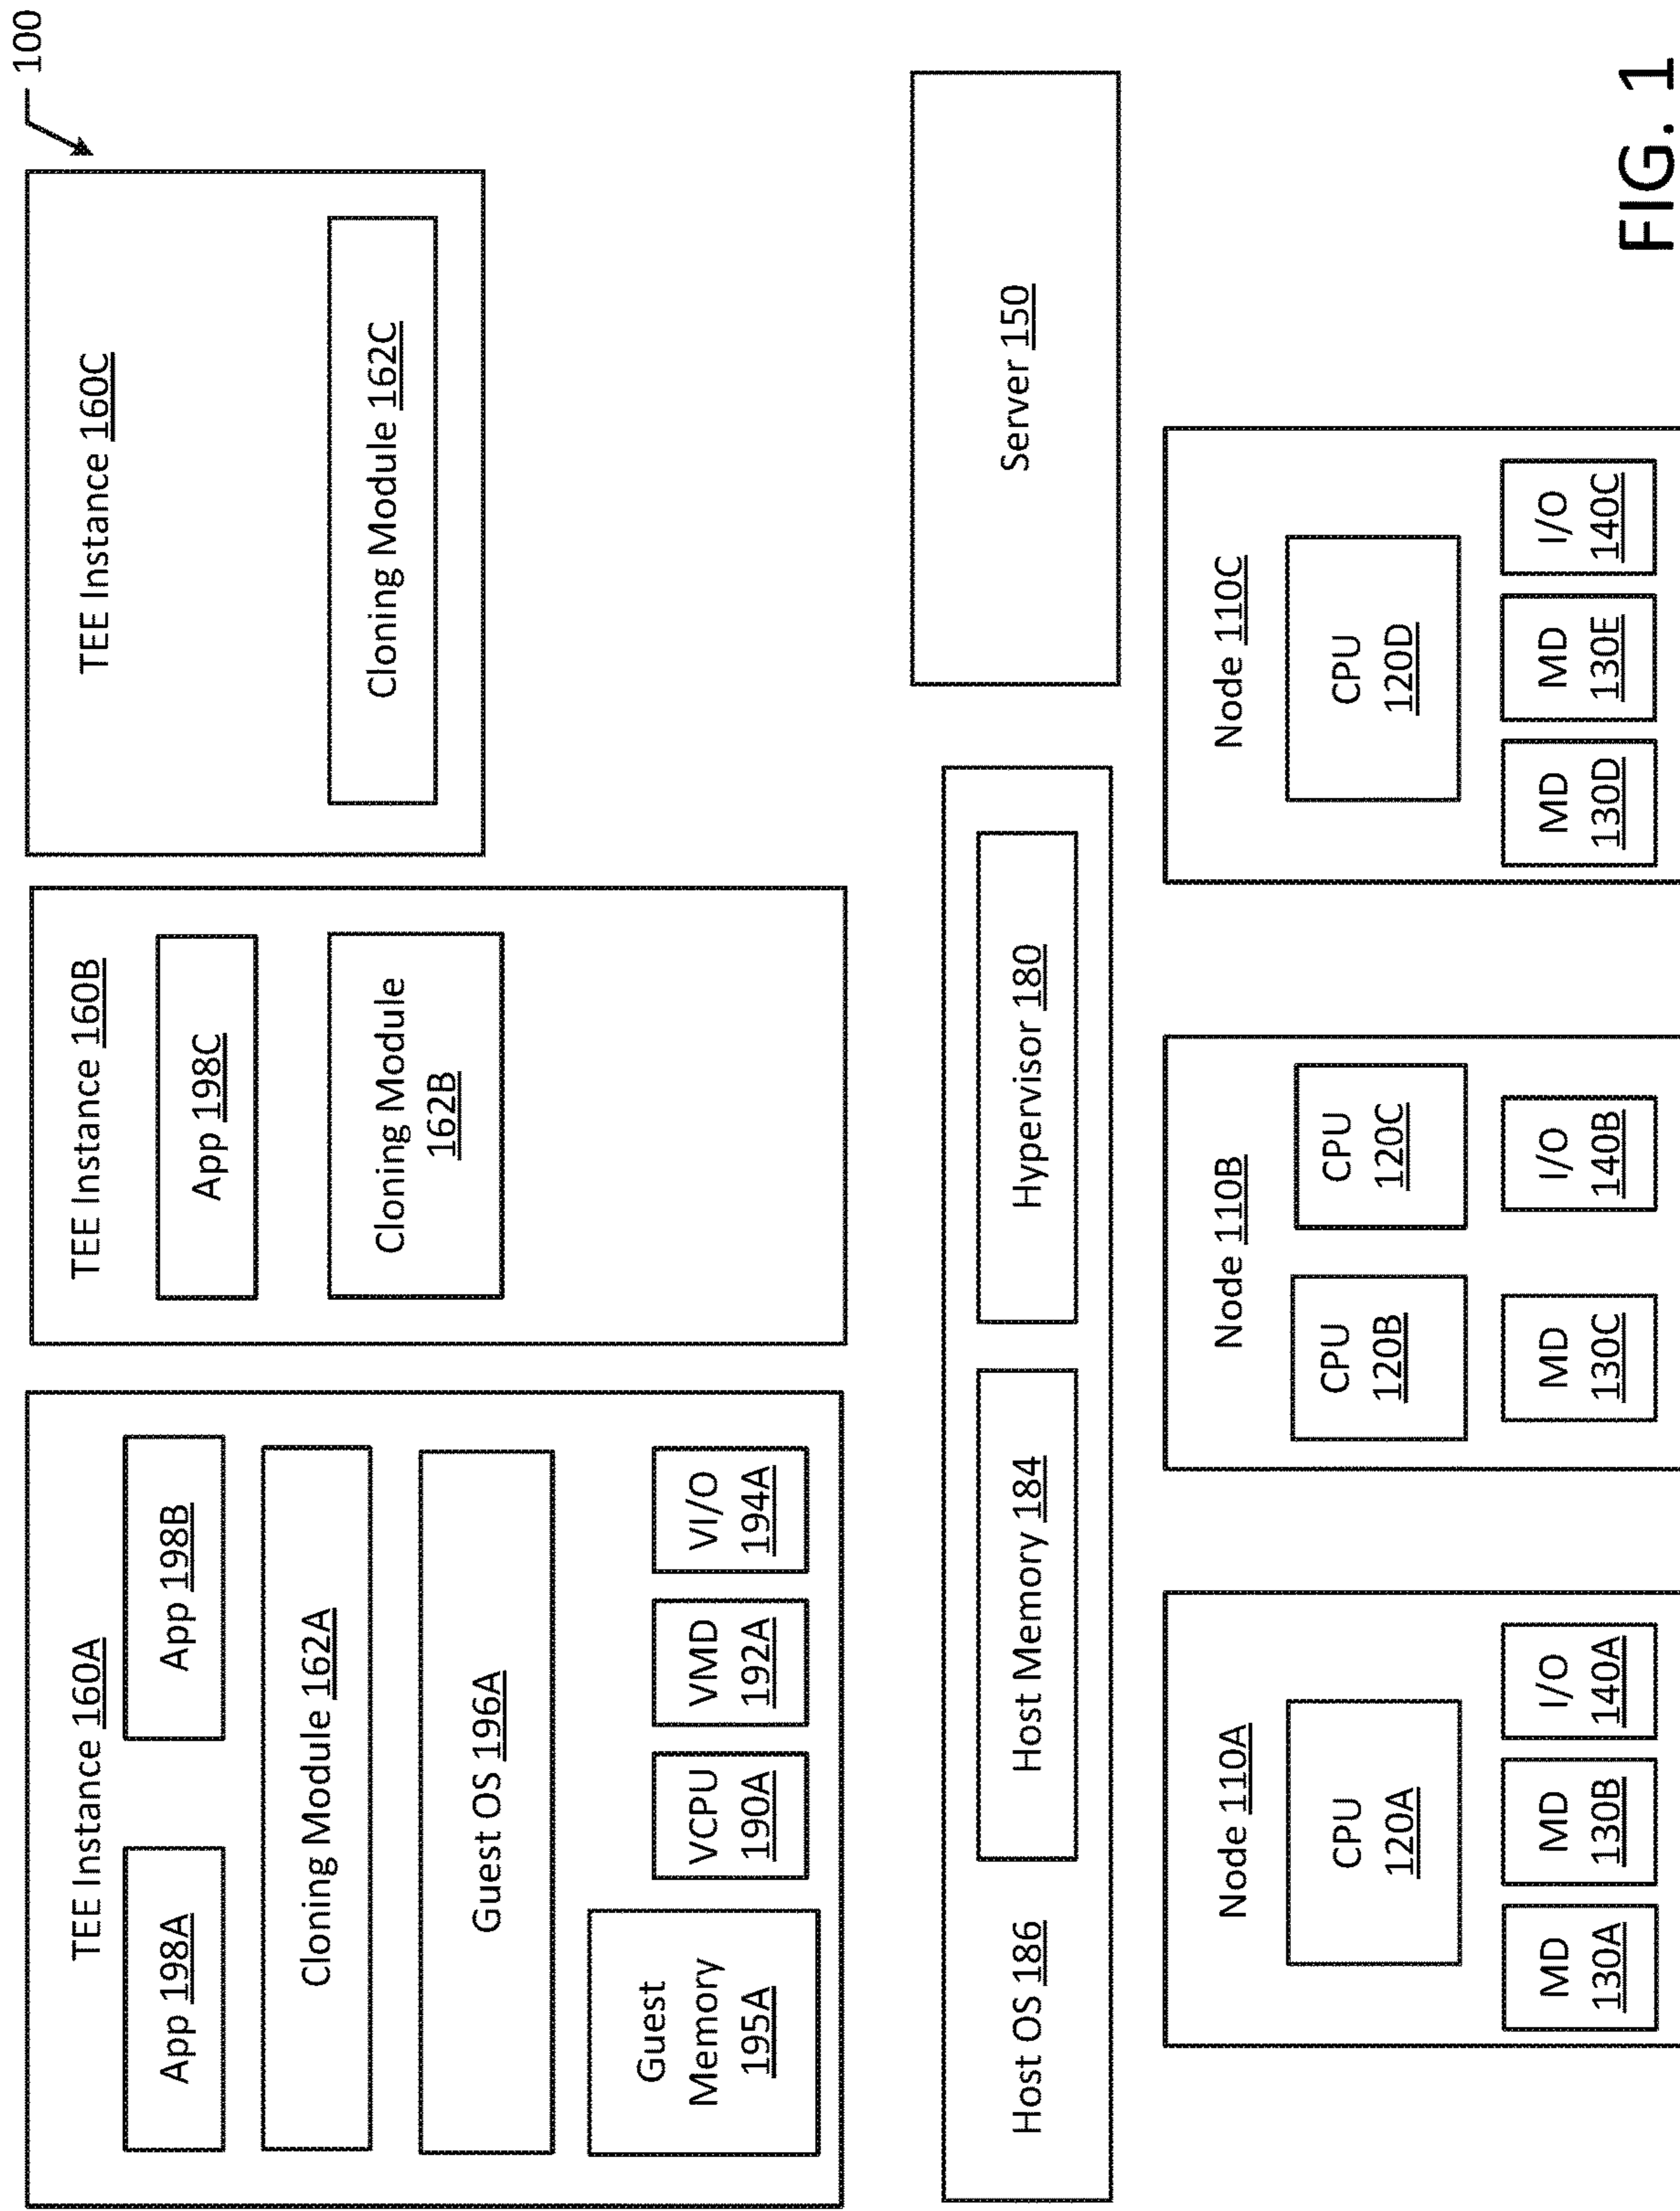 100
TEE Instance 160A
App 198A
App 198B
Cloning Module 162A
Guest OS 196A
Guest
Memory
195A
VCPU
190A
VMD
192A
VI/O
194A
TEE Instance 160B
App 198C
Cloning Module
162B
TEE Instance 160C
Cloning Module 162C
Host OS 186
Host Memory 184
Hypervisor 180
Server 150
Node 110A
CPU
120A
MD
130A
MD
130B
I/O
140A
Node 110B
CPU
120B
CPU
120C
MD
130C
I/O
140B
Node 110C
CPU
120D
MD
130D
MD
130E
I/O
140C
FIG. 1